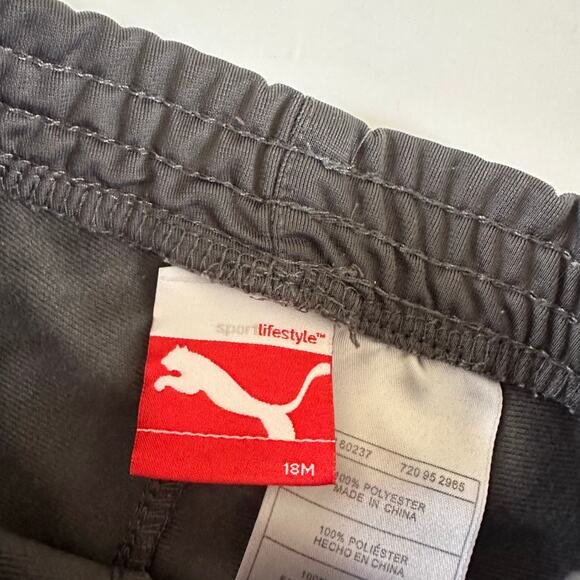 sportlifestyle™
18M
60237 720 95 2965
100% POLYESTER
MADE IN CHINA
100% POLIÉSTER
HECHO EN CHINA